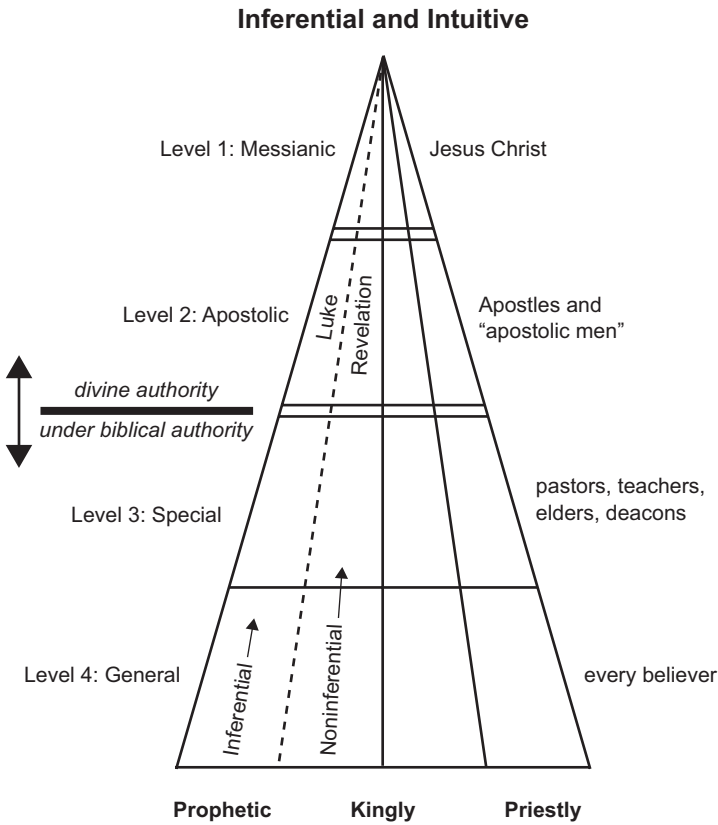 Inferential and Intuitive
Level 1: Messianic
Jesus Christ
Level 2: Apostolic
Luke
Revelation
Apostles and
“apostolic men”
divine authority
under biblical authority
Level 3: Special
pastors, teachers,
elders, deacons
Level 4: General
Inferential
Noninferential
every believer
Prophetic
Kingly
Priestly